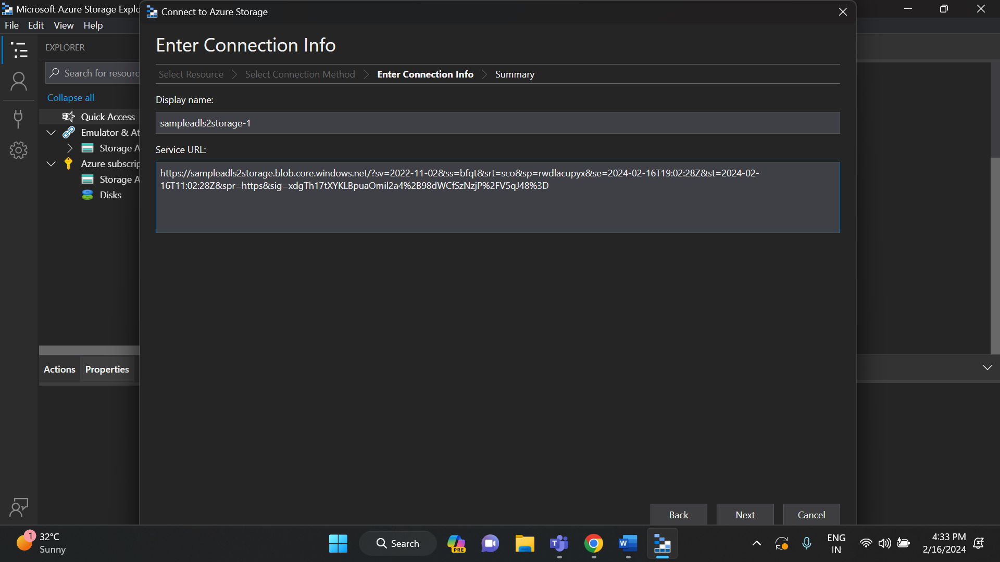 Microsoft Azure Storage Explo
Connect to Azure Storage
File Edit View Help
Enter Connection Info
EXPLORER
Search for resourc
Select Resource
Select Connection Method
Enter Connection Info
Summary
Collapse all
Display name:
Quick Access
sampleadls2storage-1
Emulator & At
Storage A
Service URL:
Azure subscrip
https://sampleadls2storage.blob.core.windows.net/?sv=2022-11-02&ss=bfqt&srt=sco&sp=rwdlacupyx&se=2024-02-16T19:02:28Z&st=2024-02-
16T11:02:28Z&spr=https&sig=xdgTh17tXYKLBpuaOmil2a4%2B98dWCfSzNzjP%2FV5qJ48%3D
Storage A
Disks
Actions Properties
Back Next Cancel
1
32°C
Sunny
Search
PRE
T
W
ENG
IN
4:33 PM
2/16/2024